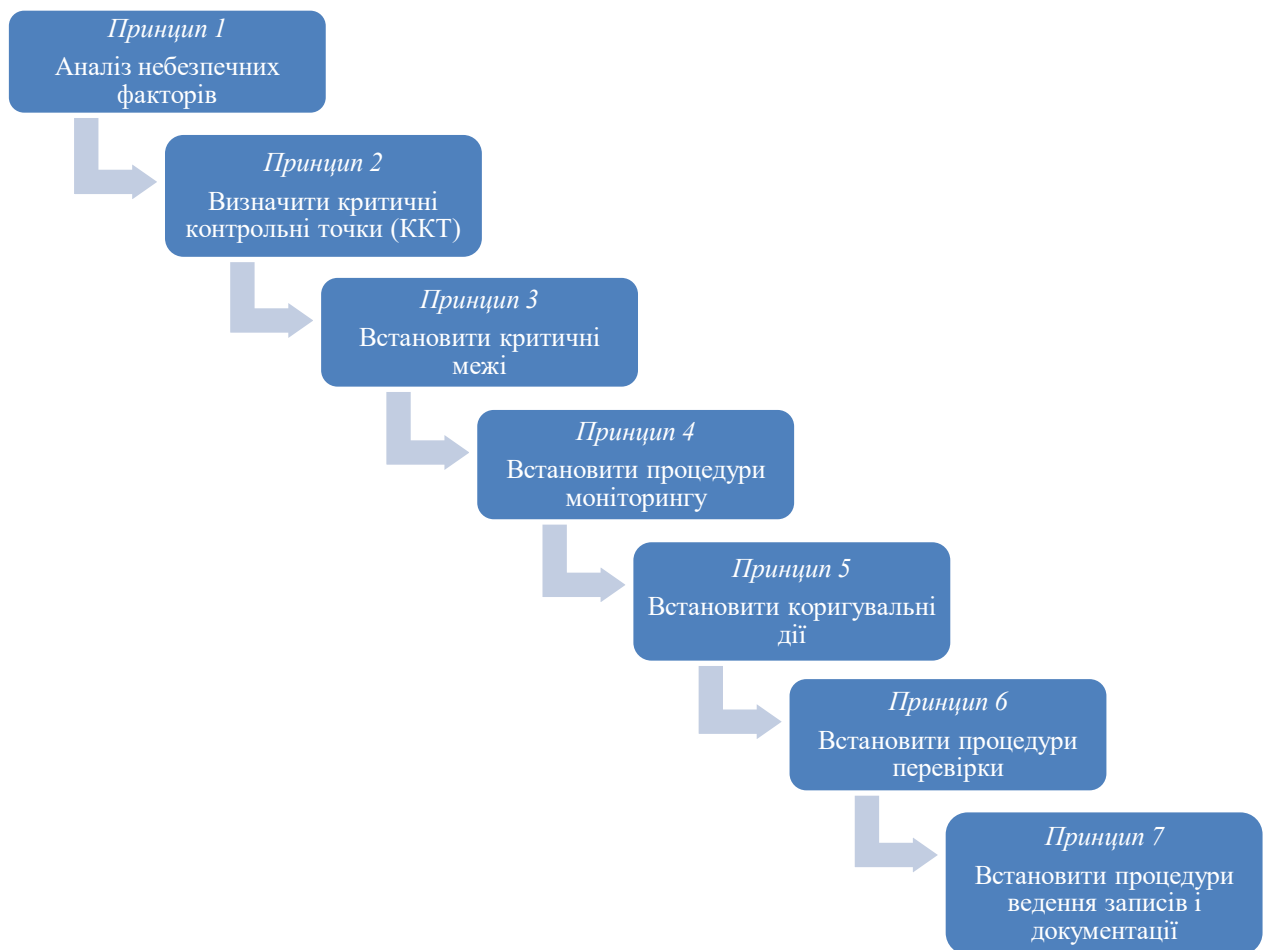 Принцип 1
Аналіз небезпечних
факторів
Принцип 2
Визначити критичні
контрольні точки (ККТ)
Принцип 3
Встановити критичні
межі
Принцип 4
Встановити процедури
моніторингу
Принцип 5
Встановити коригувальні
дії
Принцип 6
Встановити процедури
перевірки
Принцип 7
Встановити процедури
ведення записів і
документації